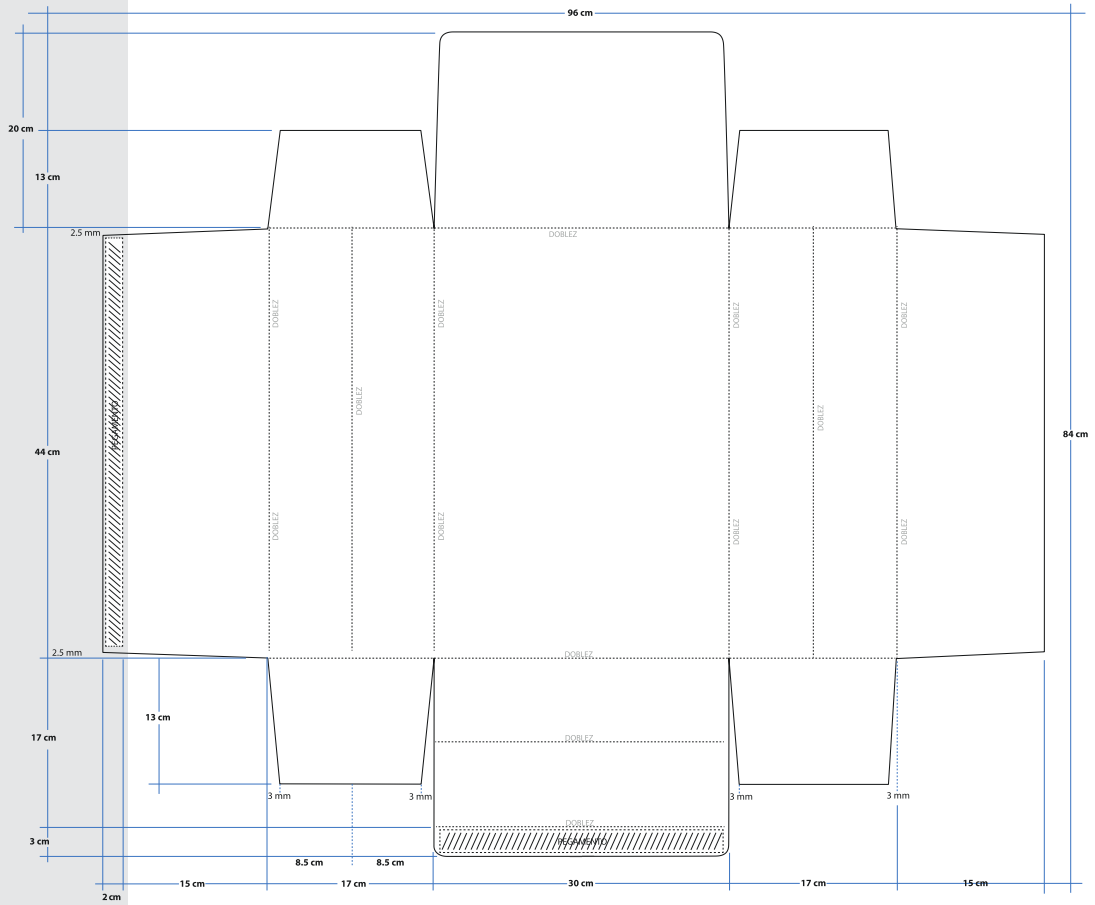 96 cm
20 cm
13 cm
2.5 mm
DOBLEZ
DOBLEZ
DOBLEZ
DOBLEZ
DOBLEZ
DOBLEZ
DOBLEZ
PEGAMENTO
84 cm
44 cm
DOBLEZ
DOBLEZ
DOBLEZ
DOBLEZ
2.5 mm
DOBLEZ
13 cm
17 cm
DOBLEZ
3 mm
3 mm
3 mm
3 mm
DOBLEZ
3 cm
PEGAMENTO
8.5 cm
8.5 cm
15 cm
17 cm
30 cm
17 cm
15 cm
2 cm